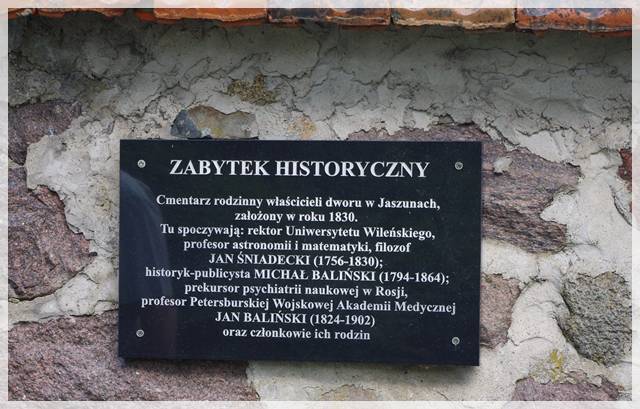 ZABYTEK HISTORYCZNY
Cmentarz rodzinny właścicieli dworu w Jaszunach,
założony w roku 1830.
Tu spoczywają: rektor Uniwersytetu Wileńskiego,
profesor astronomii i matematyki, filozof
JAN ŚNIADECKI (1756-1830);
historyk-publicysta MICHAŁ BALIŃSKI (1794-1864);
prekursor psychiatrii naukowej w Rosji,
profesor Petersburskiej Wojskowej Akademii Medycznej
JAN BALIŃSKI (1824-1902)
oraz członkowie ich rodzin